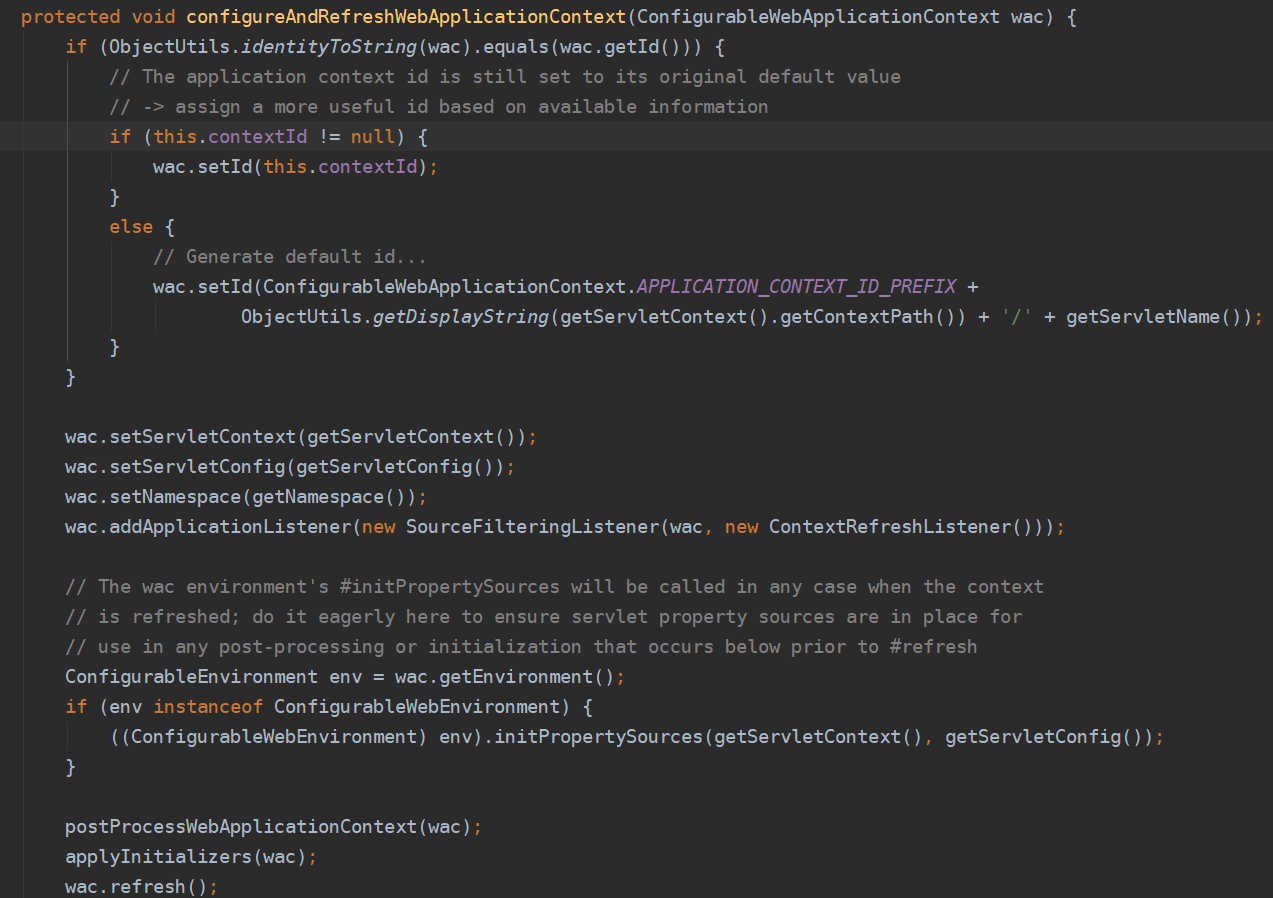 protected void configureAndRefreshWebApplicationContext(ConfigurableWebApplicationContext wac) {
    if (ObjectUtils.identityToString(wac).equals(wac.getId())) {
        // The application context id is still set to its original default value
        // -> assign a more useful id based on available information
        if (this.contextId != null) {
            wac.setId(this.contextId);
        }
        else {
            // Generate default id...
            wac.setId(ConfigurableWebApplicationContext.APPLICATION_CONTEXT_ID_PREFIX +
                    ObjectUtils.getDisplayString(getServletContext().getContextPath()) + '/' + getServletName());
        }
    }

    wac.setServletContext(getServletContext());
    wac.setServletConfig(getServletConfig());
    wac.setNamespace(getNamespace());
    wac.addApplicationListener(new SourceFilteringListener(wac, new ContextRefreshListener()));

    // The wac environment's #initPropertySources will be called in any case when the context
    // is refreshed; do it eagerly here to ensure servlet property sources are in place for
    // use in any post-processing or initialization that occurs below prior to #refresh
    ConfigurableEnvironment env = wac.getEnvironment();
    if (env instanceof ConfigurableWebEnvironment) {
        ((ConfigurableWebEnvironment) env).initPropertySources(getServletContext(), getServletConfig());
    }

    postProcessWebApplicationContext(wac);
    applyInitializers(wac);
    wac.refresh();